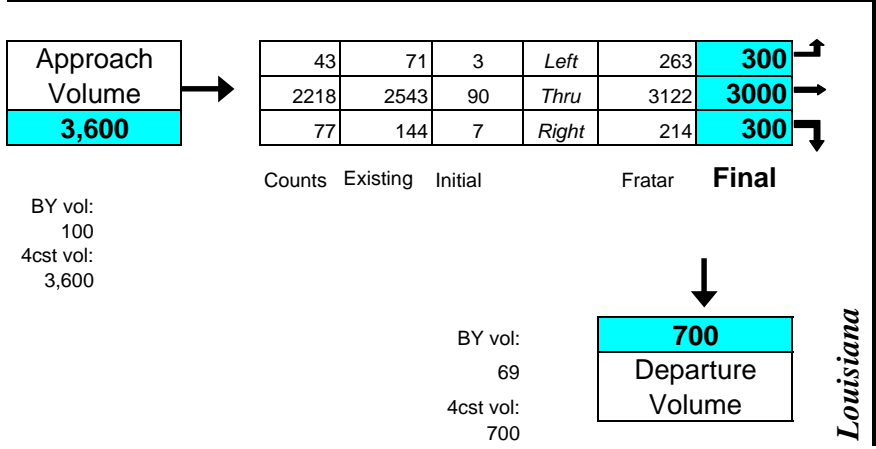 Approach
Volume
3,600
43 71 3 Left 263 300
2218 2543 90 Thru 3122 3000
77 144 7 Right 214 300
Counts Existing Initial Fratar Final
BY vol:
100
4cst vol:
3,600
BY vol:
69
4cst vol:
700
700
Departure
Volume
Louisiana